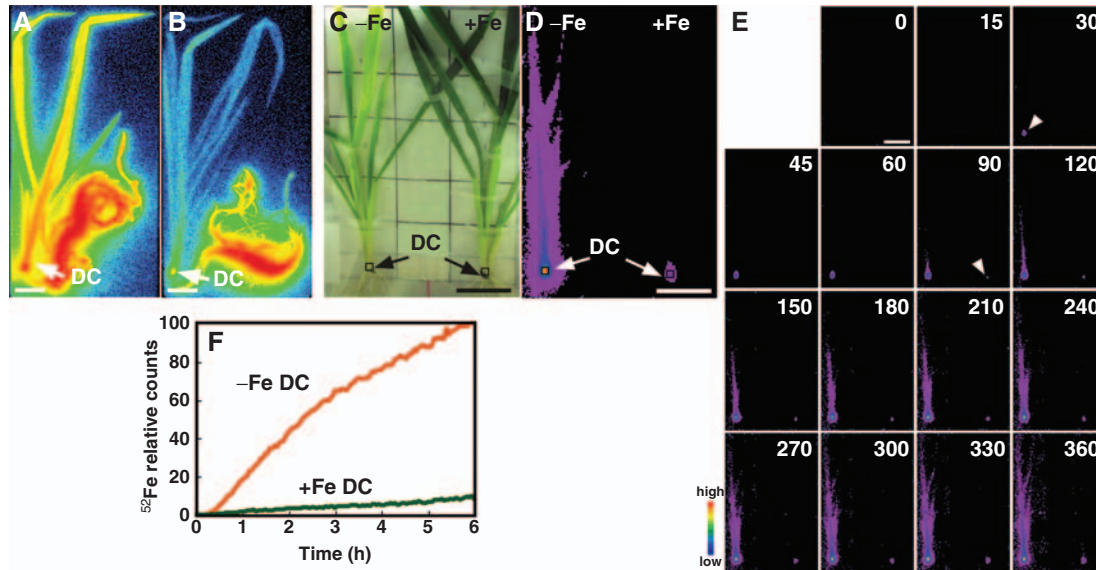 A
B
C
–Fe
+Fe
D
–Fe
+Fe
E
DC
DC
DC
DC
0
15
30
45
60
90
120
150
180
210
240
270
300
330
360
high
low
F
100
80
60
40
20
0
–Fe DC
+Fe DC
0 1 2 3 4 5 6
Time (h)
52Fe relative counts